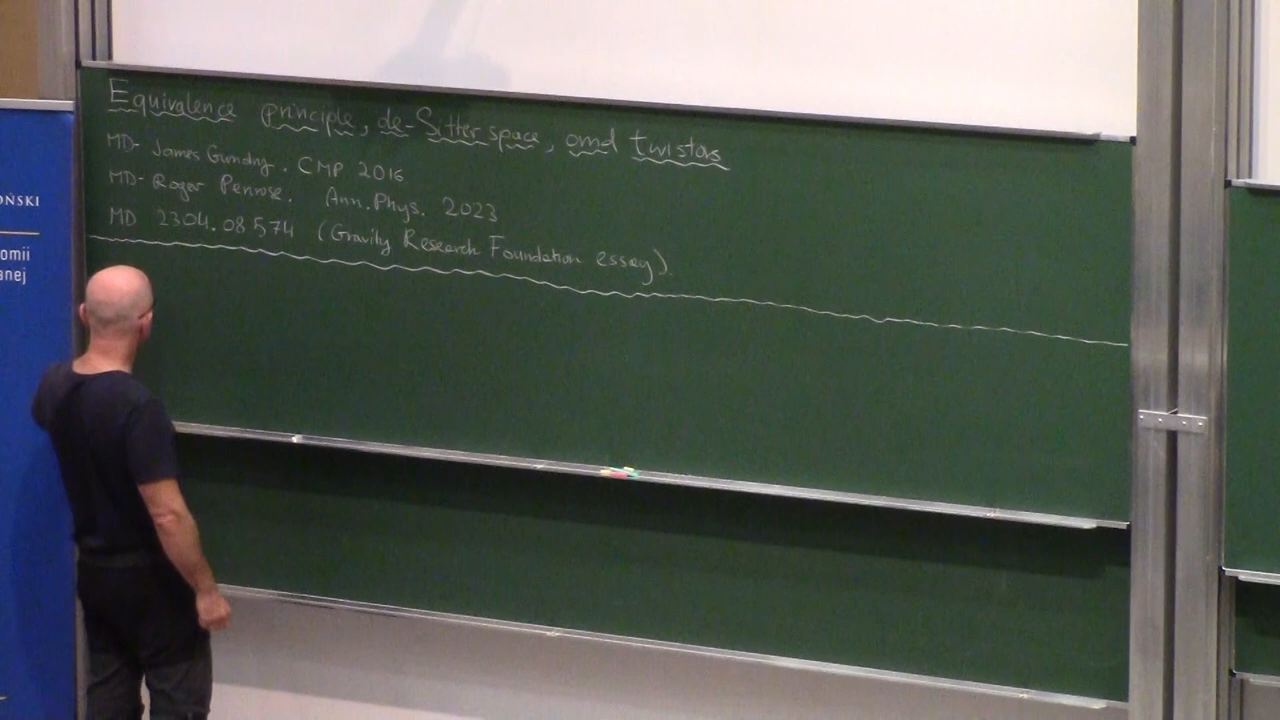 Equivalence principle, de-Sitter space, and twistors
MD- James Gundry. CMP 2016
MD- Roger Penrose. Ann. Phys. 2023
MD 2304.08574 (Gravity Research Foundation essay).
OŃSKI
omii
anej